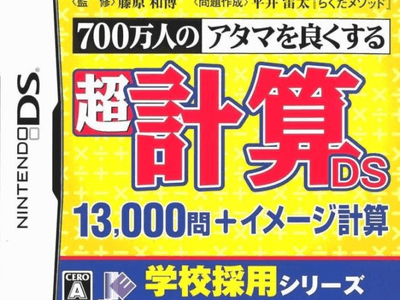 〈監 修〉藤原 和博 〈問題作成〉平井 雷太「らくだメソッド」
700万人の アタマを良くする
超 計算DS
13,000問+イメージ計算
学校採用シリーズ
NINTENDO DS
CERO
A